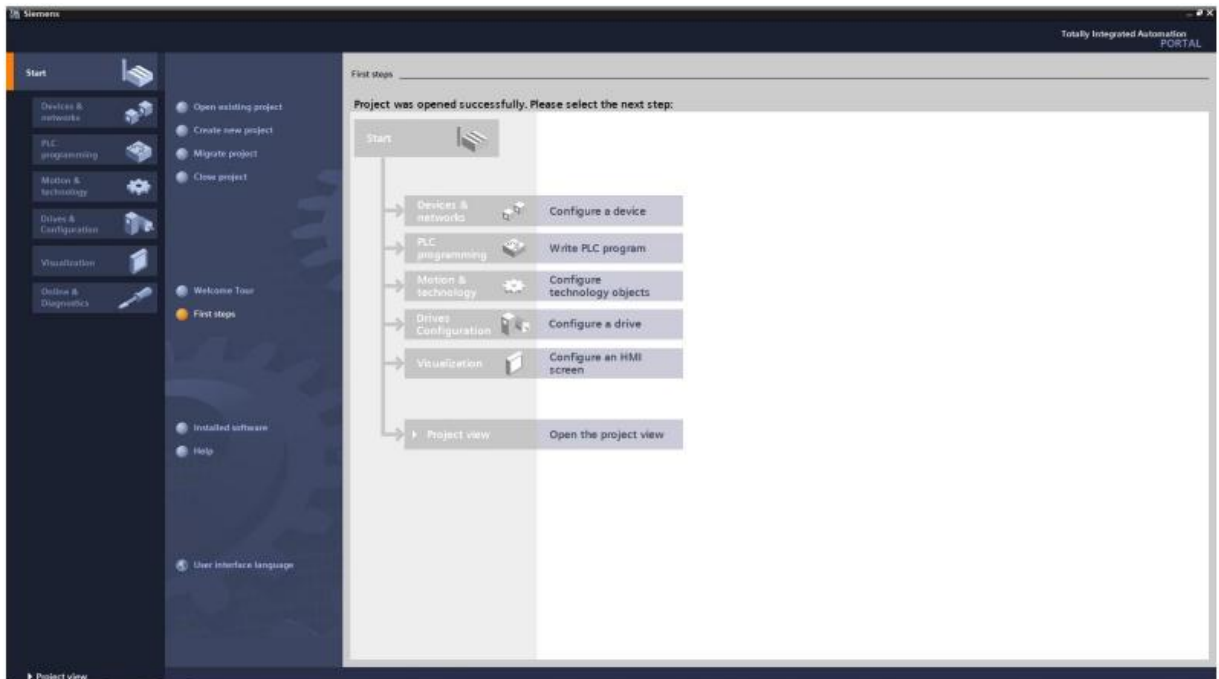 Siemens
Totally Integrated Automation
PORTAL
Start
Devices &
networks
PLC
programming
Motion &
technology
Drives &
Configuration
Visualization
Online &
Diagnostics
Open existing project
Create new project
Migrate project
Close project
Welcome Tour
First steps
Installed software
Help
User interface language
First steps
Project was opened successfully. Please select the next step:
Start
Devices &
networks
Configure a device
PLC
programming
Write PLC program
Motion &
technology
Configure
technology objects
Drives
Configuration
Configure a drive
Visualization
Configure an HMI
screen
Project view
Open the project view
Project view